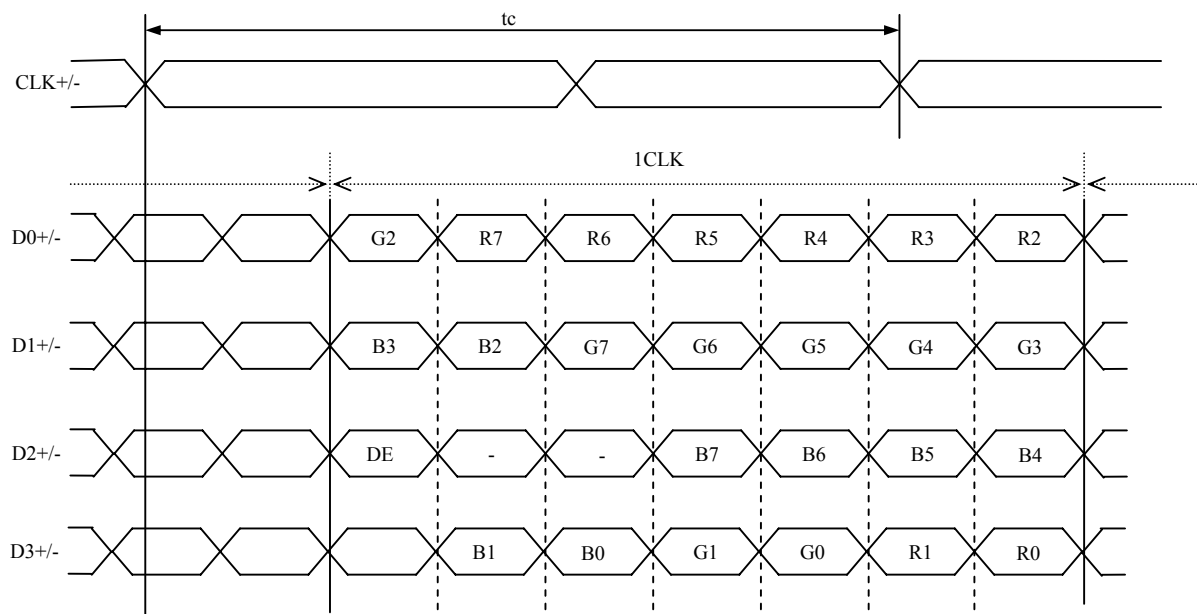 tc
CLK+/-
1CLK
D0+/- G2 R7 R6 R5 R4 R3 R2
D1+/- B3 B2 G7 G6 G5 G4 G3
D2+/- DE - - B7 B6 B5 B4
D3+/- B1 B0 G1 G0 R1 R0